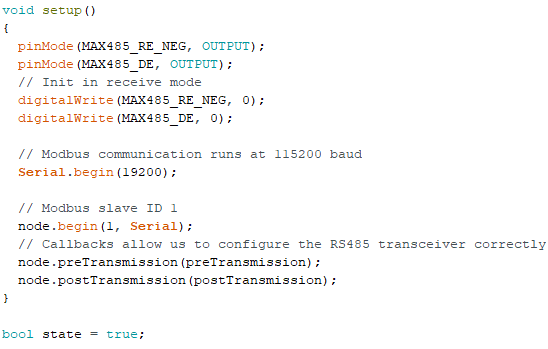 void setup()
{
  pinMode(MAX485_RE_NEG, OUTPUT);
  pinMode(MAX485_DE, OUTPUT);
  // Init in receive mode
  digitalWrite(MAX485_RE_NEG, 0);
  digitalWrite(MAX485_DE, 0);

  // Modbus communication runs at 115200 baud
  Serial.begin(19200);

  // Modbus slave ID 1
  node.begin(1, Serial);
  // Callbacks allow us to configure the RS485 transceiver correctly
  node.preTransmission(preTransmission);
  node.postTransmission(postTransmission);
}

bool state = true;